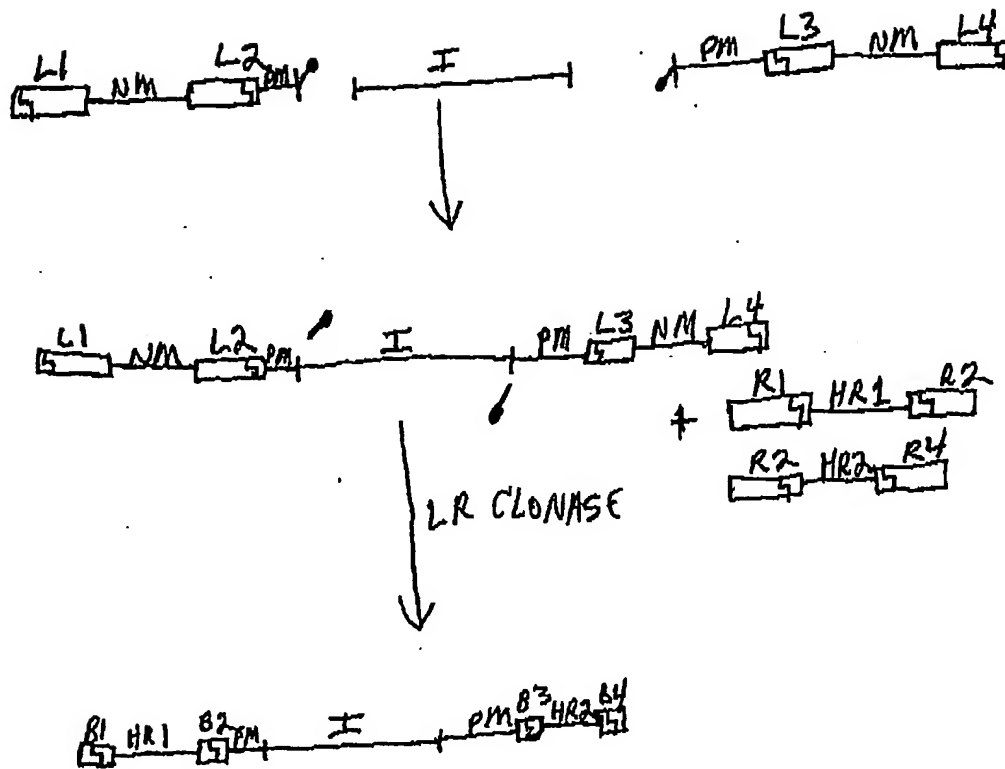 L1 NM L2 PM I PM L3 NM L4
L1 NM L2 PM I PM L3 NM L4
+ R1 HR1 R2
R2 HR2 R4
LR CLONASE
B1 HR1 B2 PM I PM B3 HR2 B4